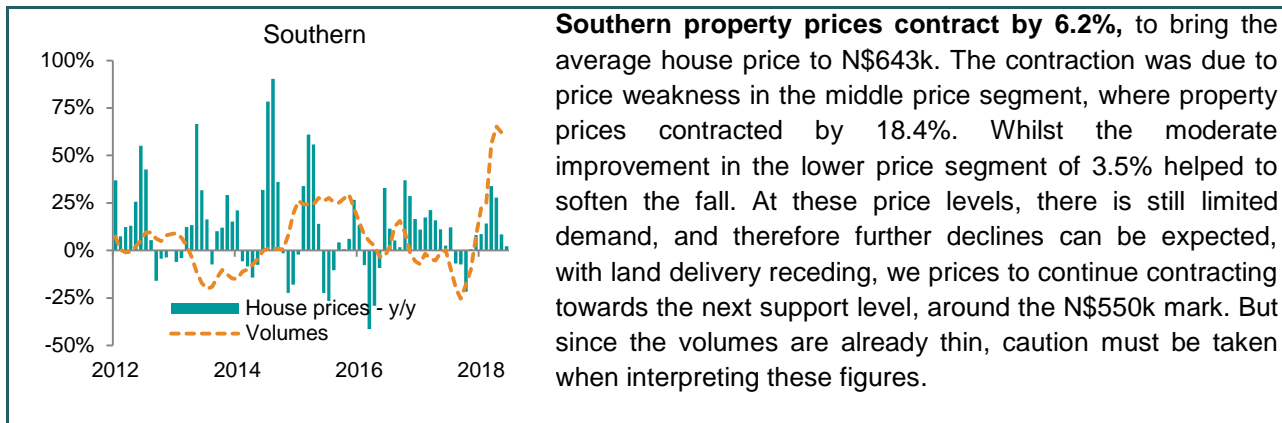 Southern
100%
75%
50%
25%
0%
-25%
-50%
House prices - y/y
Volumes
2012 2014 2016 2018
Southern property prices contract by 6.2%, to bring the
average house price to N$643k. The contraction was due to
price weakness in the middle price segment, where property
prices contracted by 18.4%. Whilst the moderate
improvement in the lower price segment of 3.5% helped to
soften the fall. At these price levels, there is still limited
demand, and therefore further declines can be expected,
with land delivery receding, we prices to continue contracting
towards the next support level, around the N$550k mark. But
since the volumes are already thin, caution must be taken
when interpreting these figures.